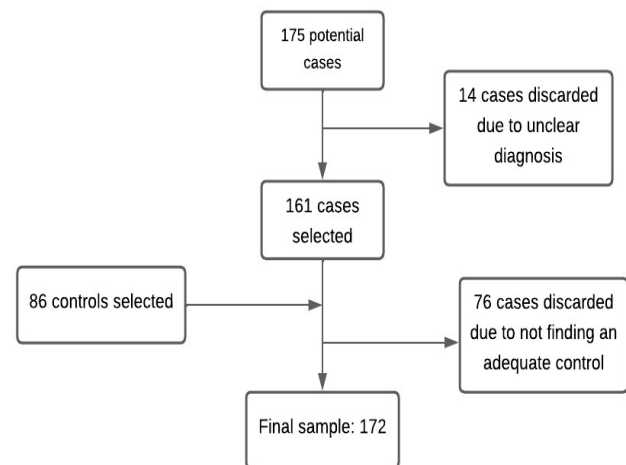 175 potential
cases
14 cases discarded
due to unclear
diagnosis
161 cases
selected
86 controls selected
76 cases discarded
due to not finding an
adequate control
Final sample: 172